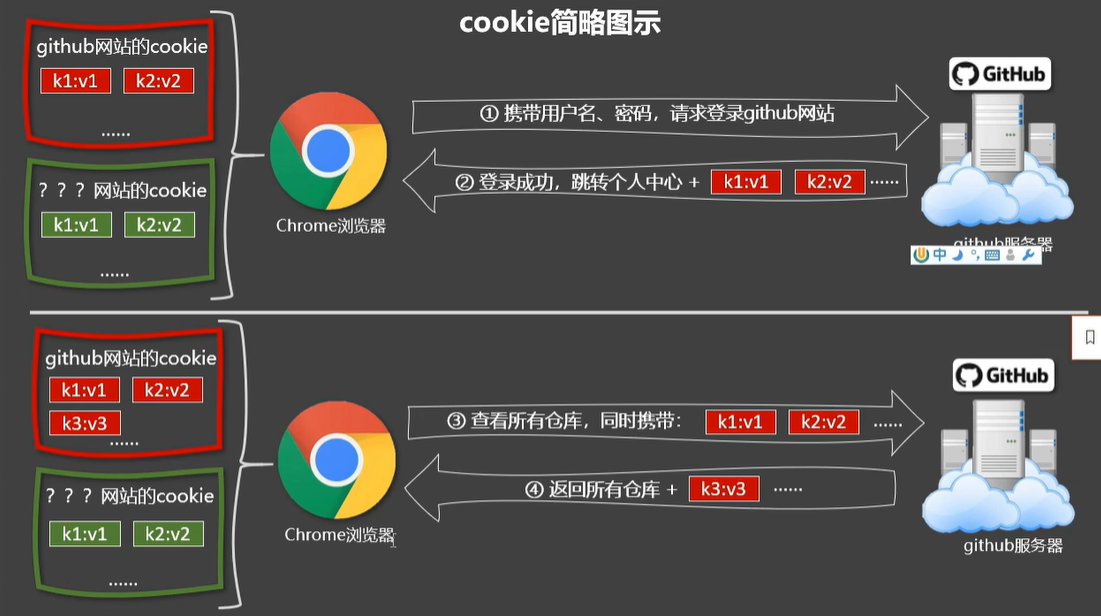 cookie简略图示
github网站的cookie
k1:v1 k2:v2
......
？？？网站的cookie
k1:v1 k2:v2
......
Chrome浏览器
① 携带用户名、密码，请求登录github网站
② 登录成功，跳转个人中心 + k1:v1 k2:v2 ······
GitHub
github服务器
中
github网站的cookie
k1:v1 k2:v2
k3:v3
......
？？？网站的cookie
k1:v1 k2:v2
......
Chrome浏览器
③ 查看所有仓库，同时携带： k1:v1 k2:v2 ······
④ 返回所有仓库 + k3:v3 ······
GitHub
github服务器